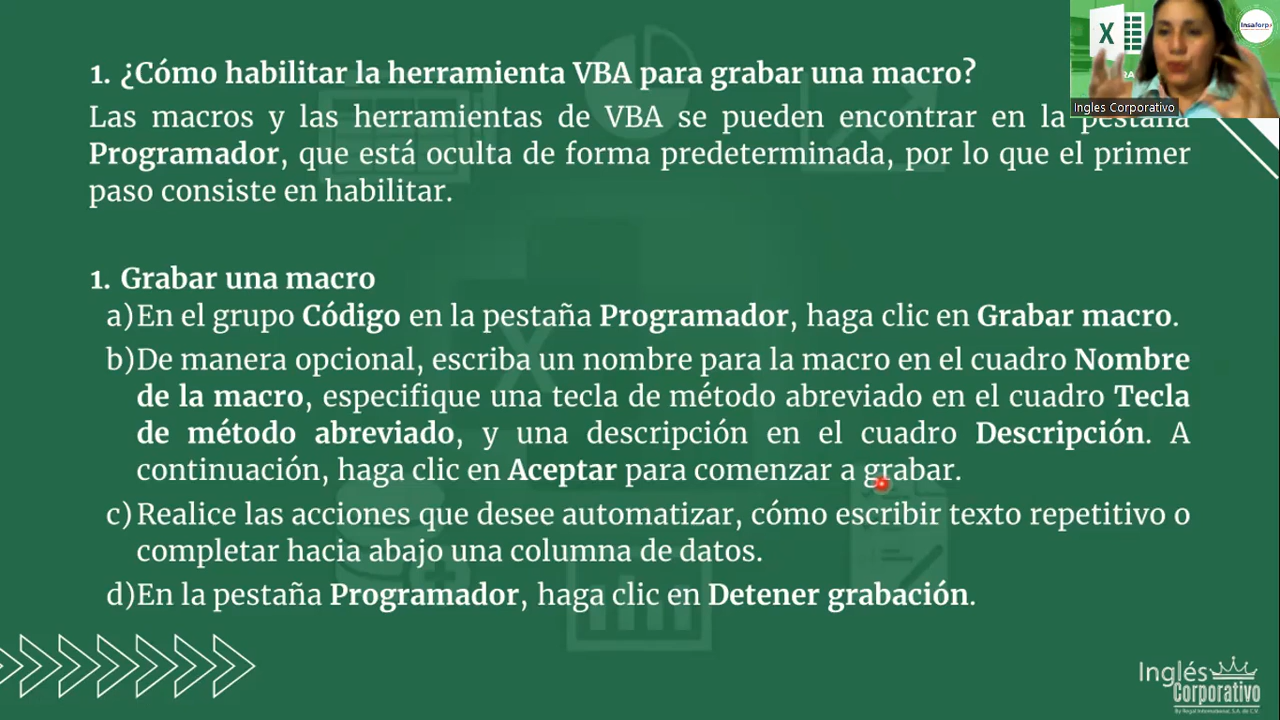 1. ¿Cómo habilitar la herramienta VBA para grabar una macro?
Las macros y las herramientas de VBA se pueden encontrar en la pestaña
Programador, que está oculta de forma predeterminada, por lo que el primer
paso consiste en habilitar.
1. Grabar una macro
a) En el grupo Código en la pestaña Programador, haga clic en Grabar macro.
b) De manera opcional, escriba un nombre para la macro en el cuadro Nombre
de la macro, especifique una tecla de método abreviado en el cuadro Tecla
de método abreviado, y una descripción en el cuadro Descripción. A
continuación, haga clic en Aceptar para comenzar a grabar.
c) Realice las acciones que desee automatizar, cómo escribir texto repetitivo o
completar hacia abajo una columna de datos.
d) En la pestaña Programador, haga clic en Detener grabación.
X
Insaforp
Ingles Corporativo
Inglés
Corporativo
By Regal International, S.A. de C.V.